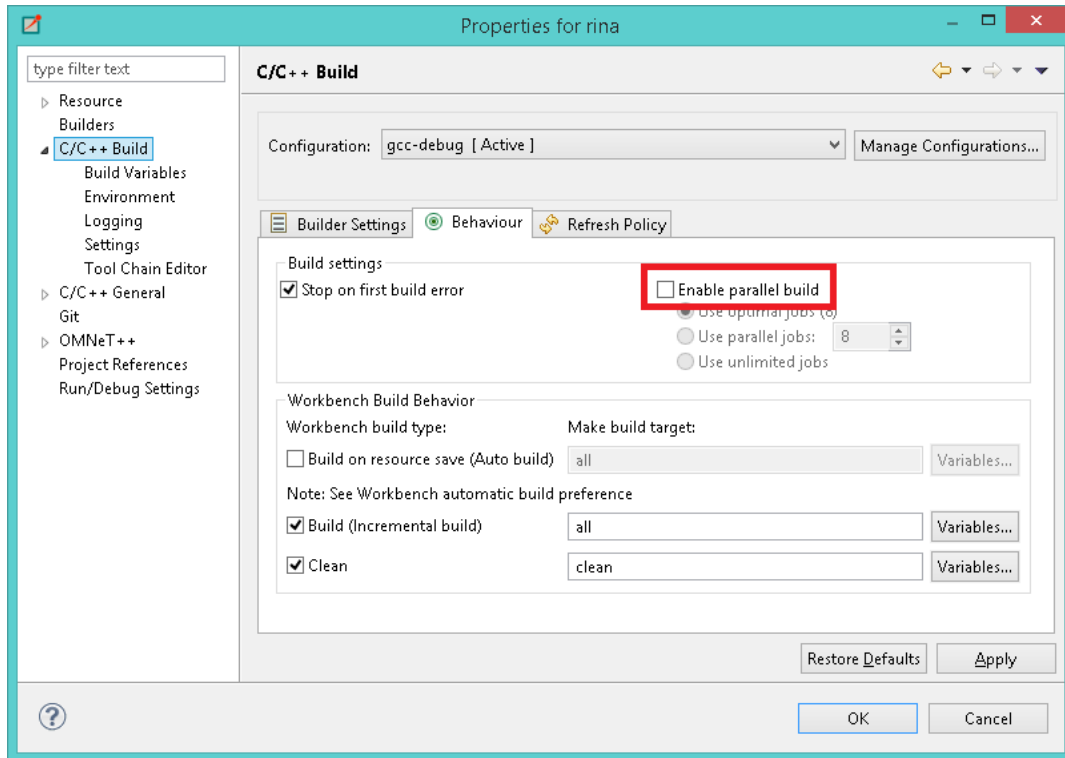 Properties for rina
type filter text
Resource
Builders
C/C++ Build
Build Variables
Environment
Logging
Settings
Tool Chain Editor
C/C++ General
Git
OMNeT++
Project References
Run/Debug Settings
C/C++ Build
Configuration: gcc-debug [ Active ] Manage Configurations...
Builder Settings Behaviour Refresh Policy
Build settings
Stop on first build error Enable parallel build
Use optimal jobs (8)
Use parallel jobs: 8
Use unlimited jobs
Workbench Build Behavior
Workbench build type: Make build target:
Build on resource save (Auto build) all Variables...
Note: See Workbench automatic build preference
Build (Incremental build) all Variables...
Clean clean Variables...
Restore Defaults Apply
OK Cancel